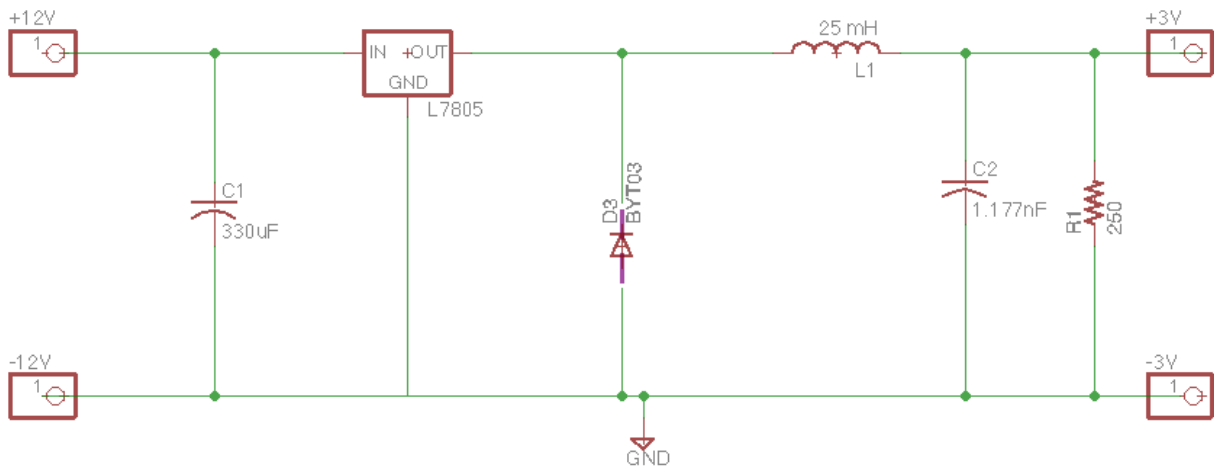 +12V
1
IN
OUT
GND
L7805
25 mH
L1
+3V
1
C1
330uF
D3
BYT03
C2
1.177nF
R1
250
-12V
1
-3V
1
GND